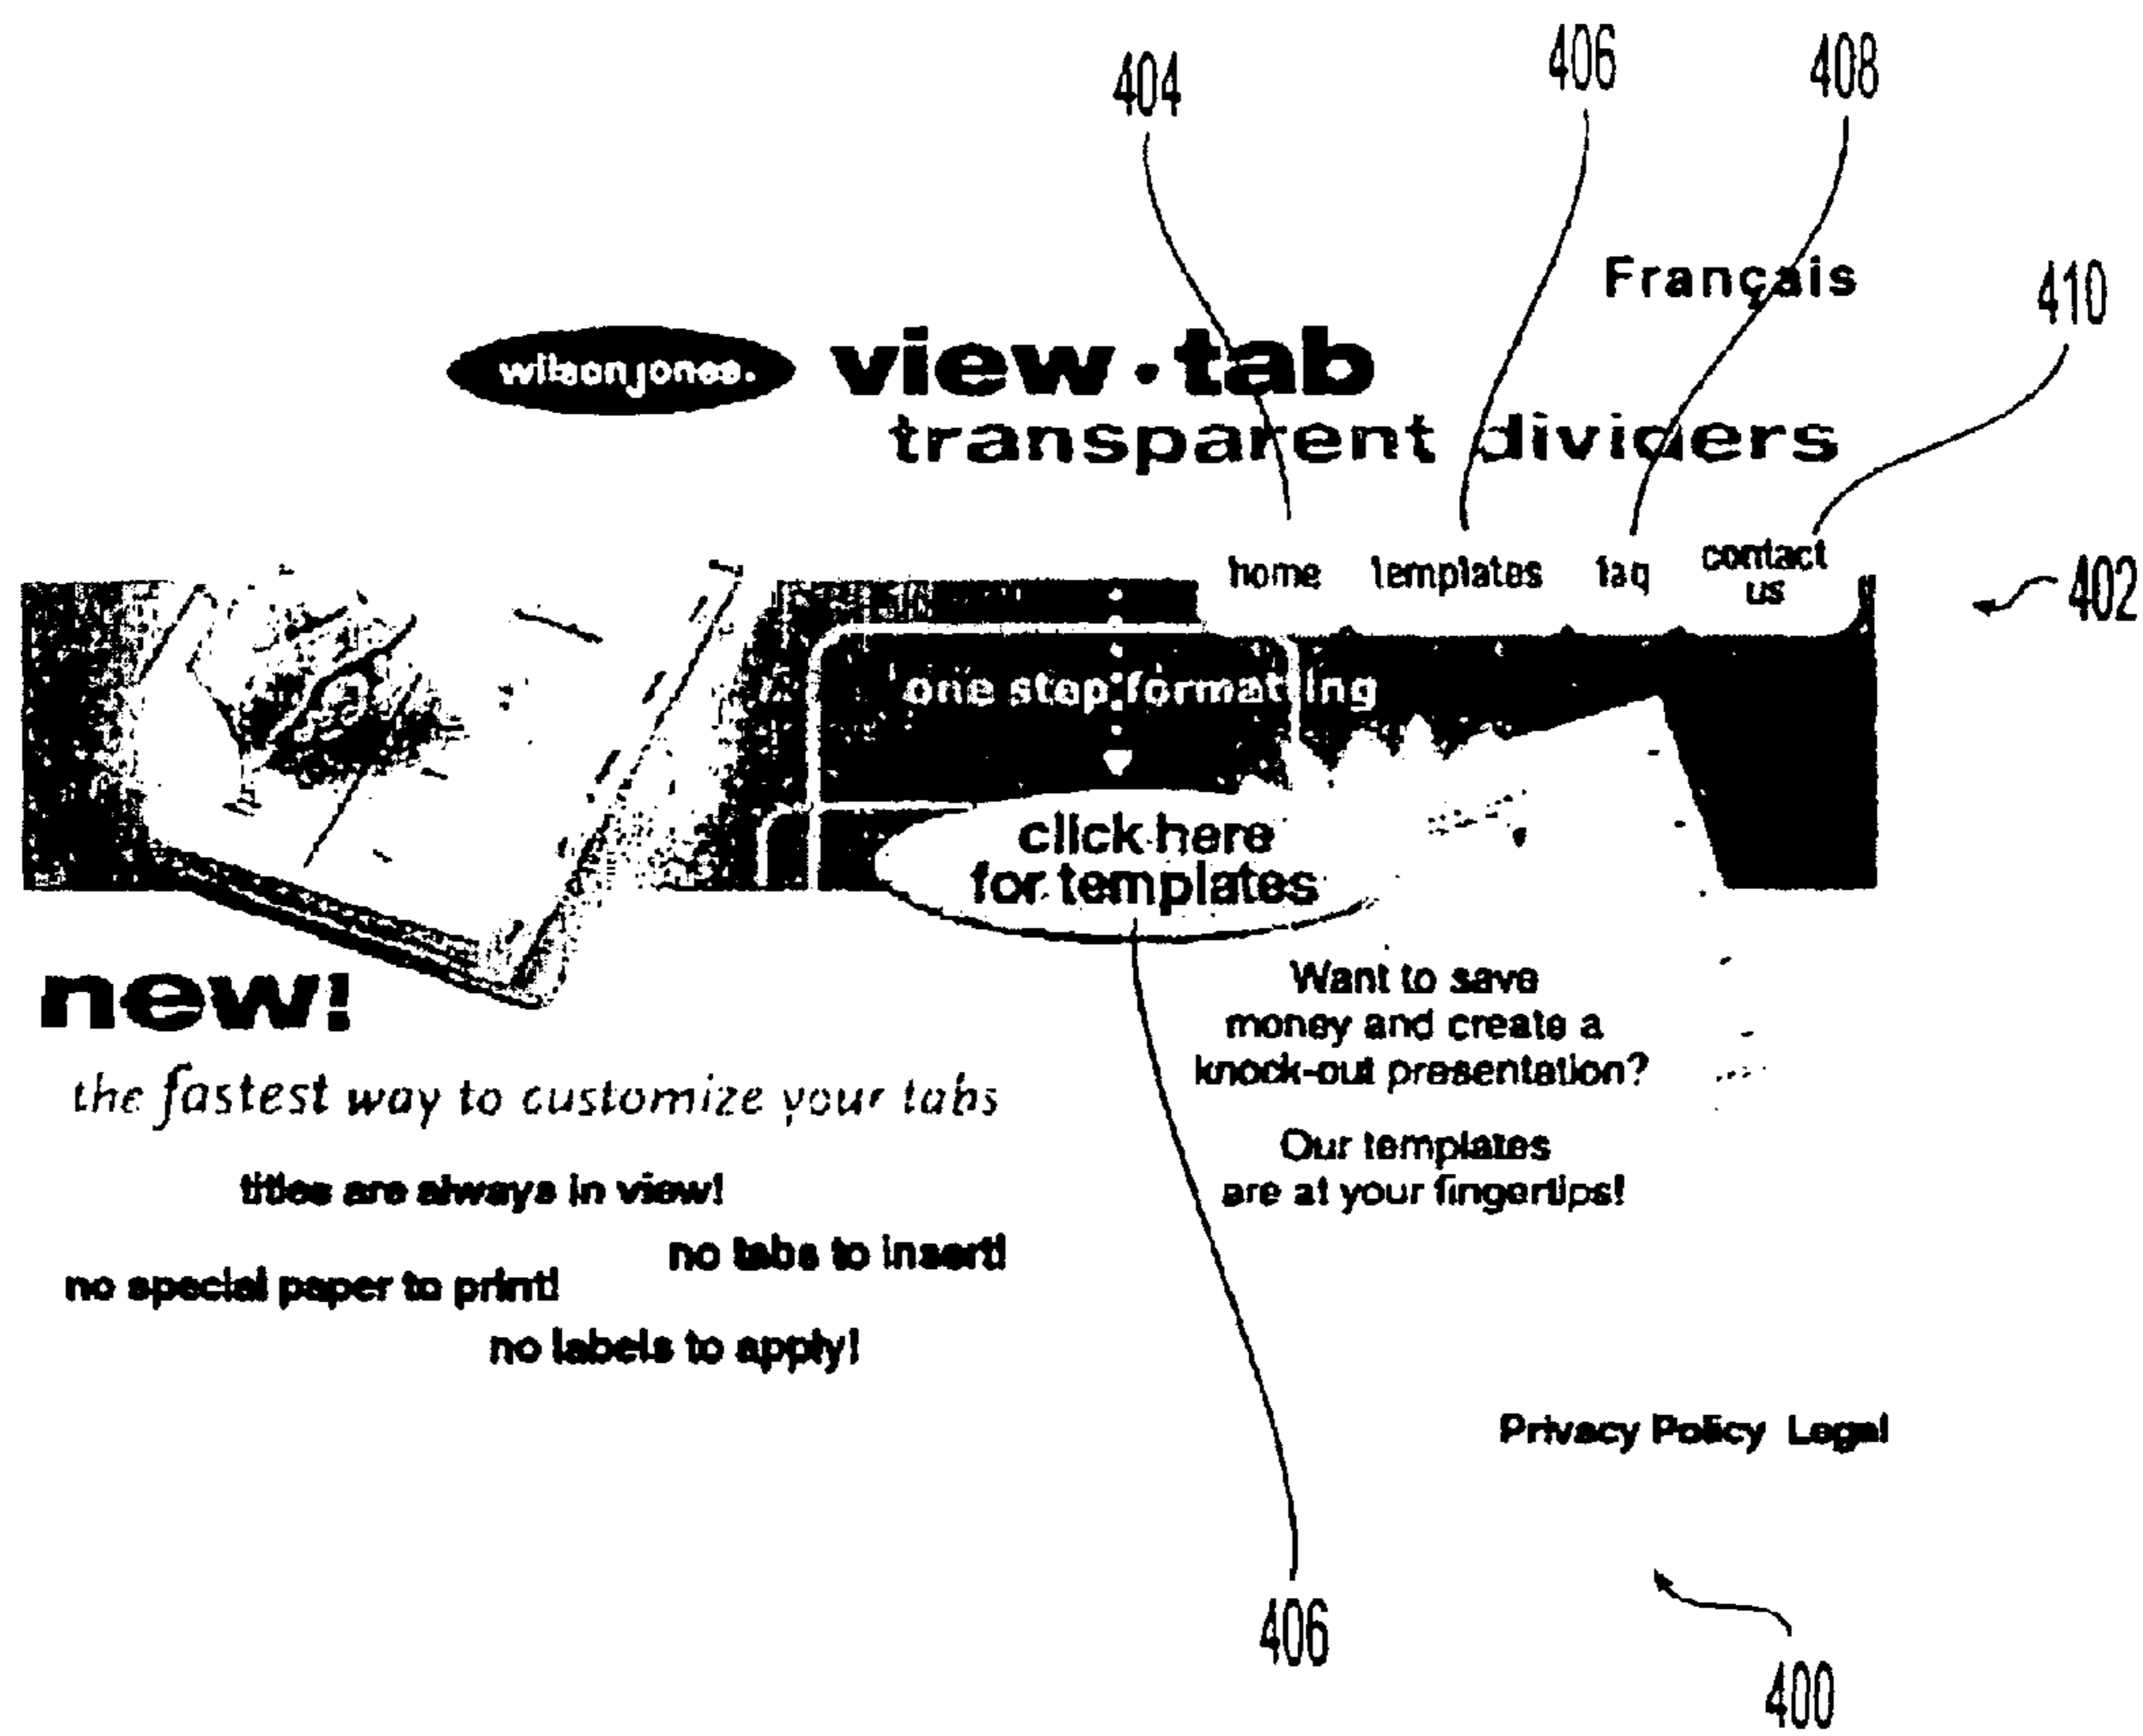 404
406
408
Français
410
wilson jones.
view•tab
transparent dividers
home templates faq contact us
402
one stop formatting
click here
for templates
new!
Want to save
money and create a
knock-out presentation?
the fastest way to customize your tabs
Our templates
are at your fingertips!
titles are always in view!
no tabs to insert!
no special paper to print!
no labels to apply!
Privacy Policy Legal
406
400